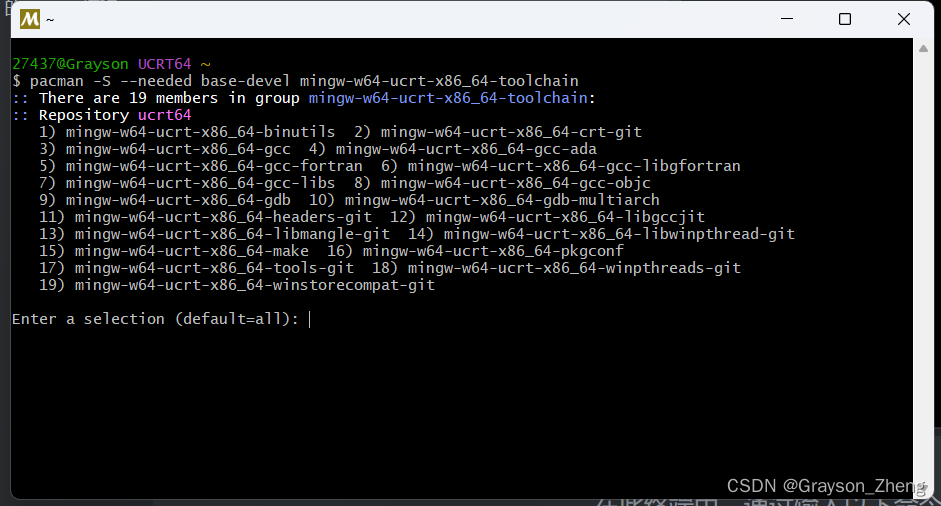 ~
27437@Grayson UCRT64 ~
$ pacman -S --needed base-devel mingw-w64-ucrt-x86_64-toolchain
:: There are 19 members in group mingw-w64-ucrt-x86_64-toolchain:
:: Repository ucrt64
1) mingw-w64-ucrt-x86_64-binutils 2) mingw-w64-ucrt-x86_64-crt-git
3) mingw-w64-ucrt-x86_64-gcc 4) mingw-w64-ucrt-x86_64-gcc-ada
5) mingw-w64-ucrt-x86_64-gcc-fortran 6) mingw-w64-ucrt-x86_64-gcc-libgfortran
7) mingw-w64-ucrt-x86_64-gcc-libs 8) mingw-w64-ucrt-x86_64-gcc-objc
9) mingw-w64-ucrt-x86_64-gdb 10) mingw-w64-ucrt-x86_64-gdb-multiarch
11) mingw-w64-ucrt-x86_64-headers-git 12) mingw-w64-ucrt-x86_64-libgccjit
13) mingw-w64-ucrt-x86_64-libmangle-git 14) mingw-w64-ucrt-x86_64-libwinpthread-git
15) mingw-w64-ucrt-x86_64-make 16) mingw-w64-ucrt-x86_64-pkgconf
17) mingw-w64-ucrt-x86_64-tools-git 18) mingw-w64-ucrt-x86_64-winpthreads-git
19) mingw-w64-ucrt-x86_64-winstorecompat-git
Enter a selection (default=all):
CSDN @Grayson_Zheng